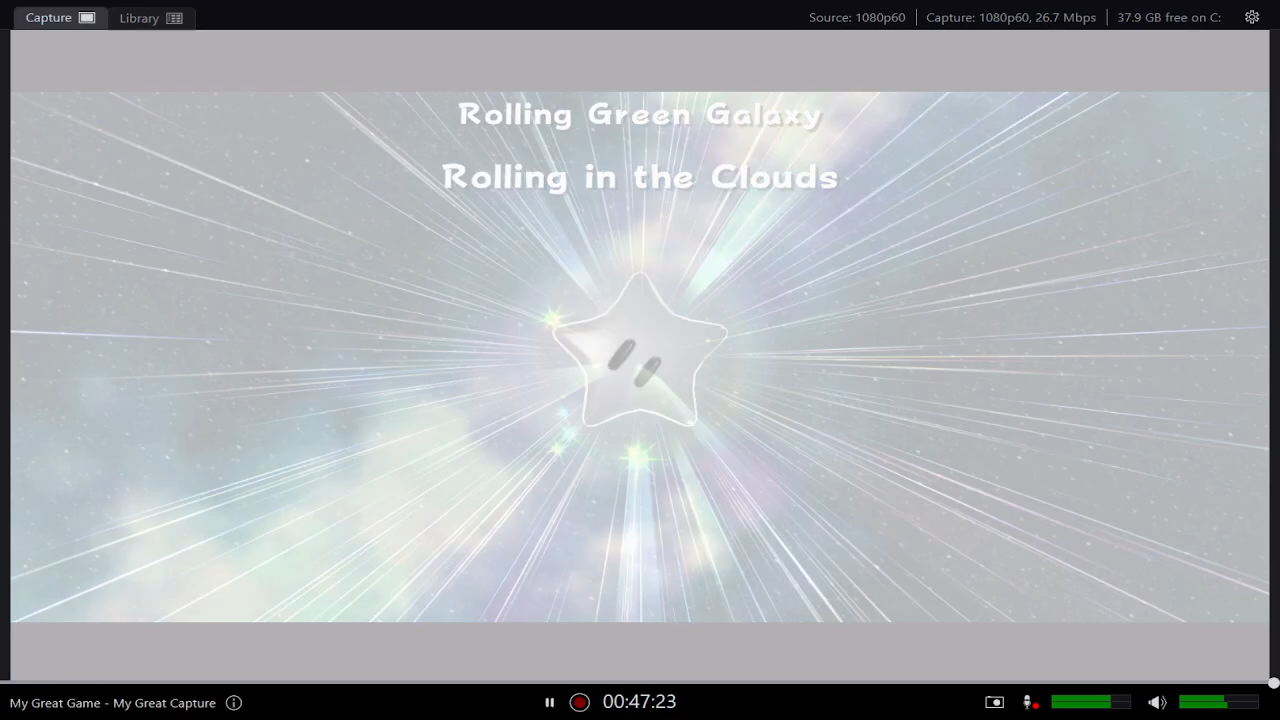 Capture
Library
Source: 1080p60
Capture: 1080p60, 26.7 Mbps
37.9 GB free on C:
Rolling Green Galaxy
Rolling in the Clouds
My Great Game - My Great Capture
00:47:23